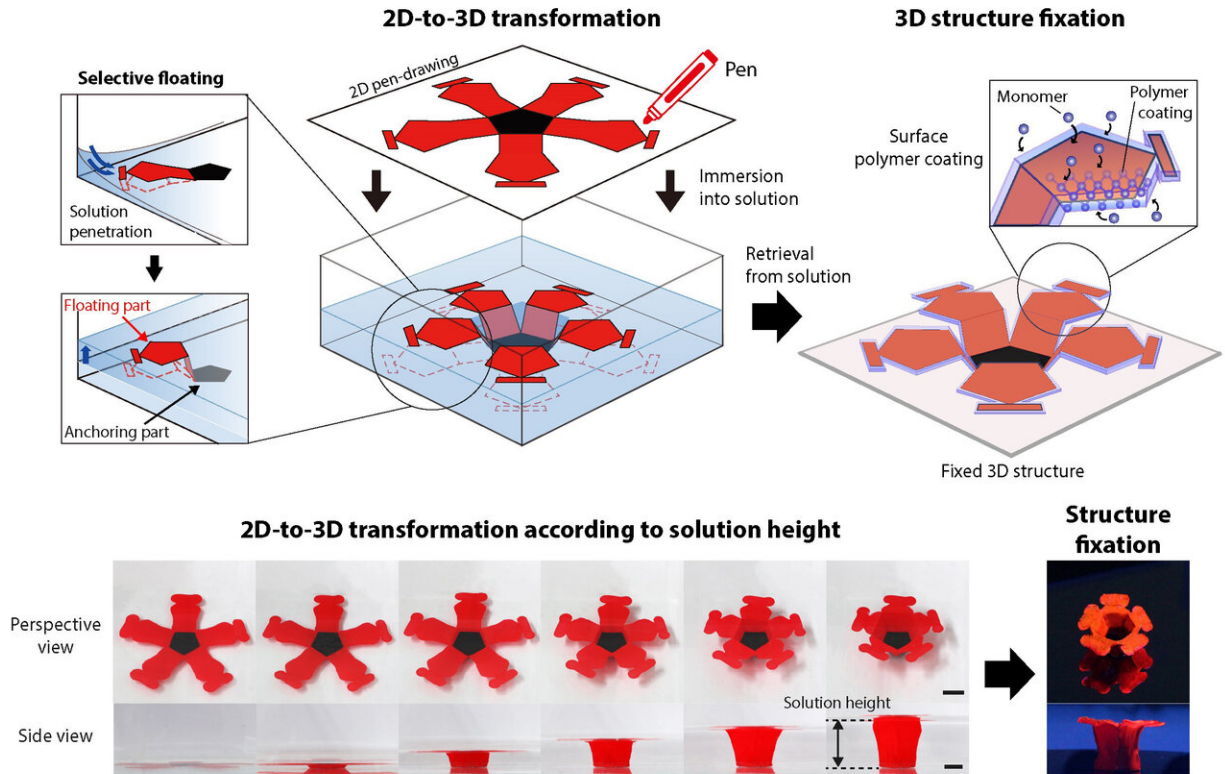 2D-to-3D transformation
3D structure fixation
Selective floating
2D pen-drawing
Pen
Solution
penetration
Immersion
into solution
Floating part
Anchoring part
Retrieval
from solution
Surface
polymer coating
Monomer
Polymer
coating
Fixed 3D structure
2D-to-3D transformation according to solution height
Structure
fixation
Perspective
view
Side view
Solution height